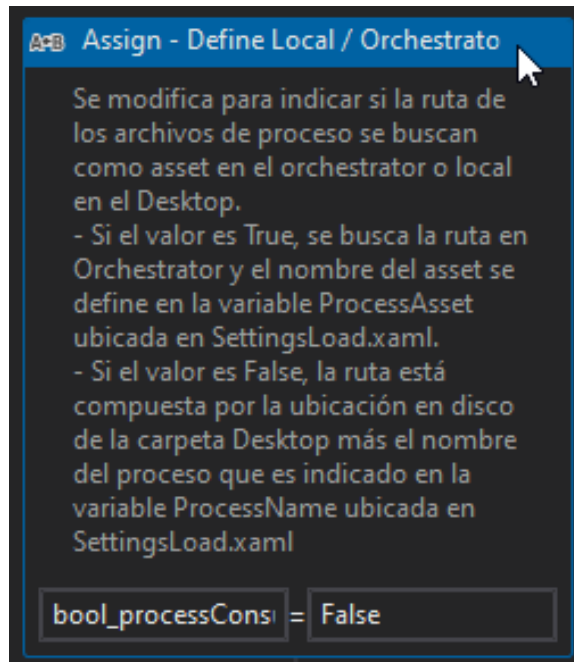 A=B Assign - Define Local / Orchestrato
Se modifica para indicar si la ruta de
los archivos de proceso se buscan
como asset en el orchestrator o local
en el Desktop.
- Si el valor es True, se busca la ruta en
Orchestrator y el nombre del asset se
define en la variable ProcessAsset
ubicada en SettingsLoad.xaml.
- Si el valor es False, la ruta está
compuesta por la ubicación en disco
de la carpeta Desktop más el nombre
del proceso que es indicado en la
variable ProcessName ubicada en
SettingsLoad.xaml
bool_processCons = False